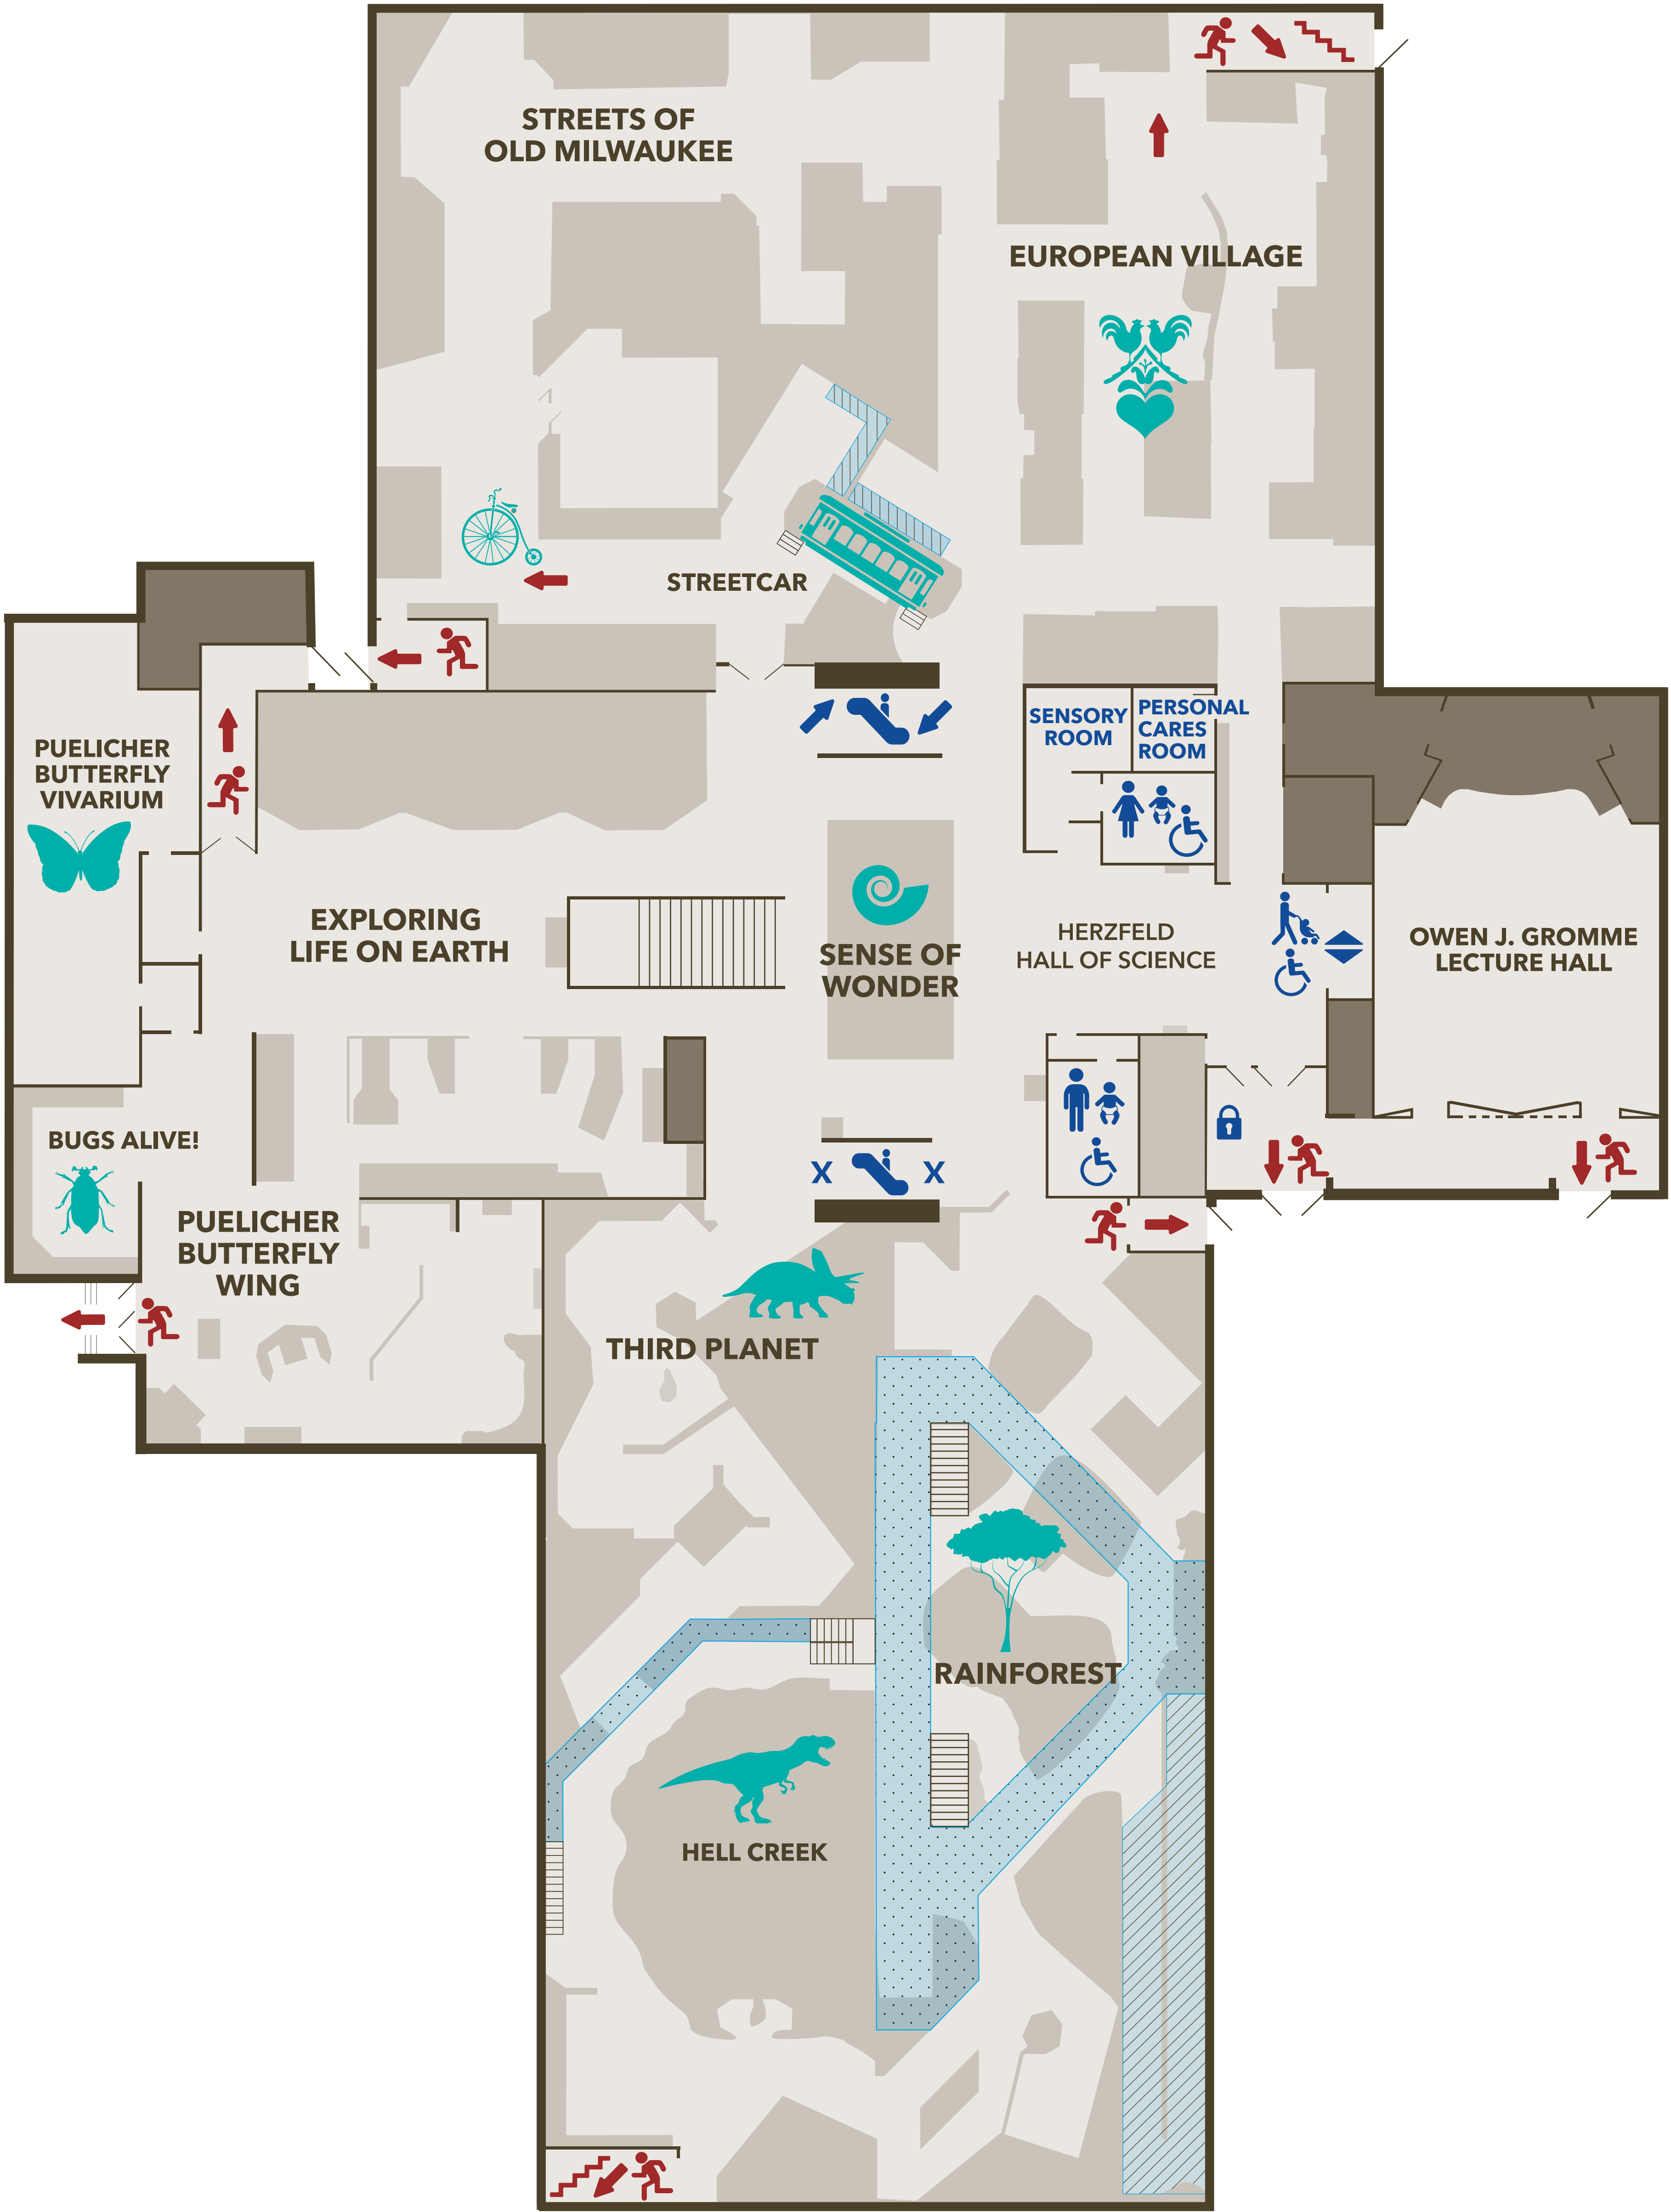 STREETS OF
OLD MILWAUKEE
EUROPEAN VILLAGE
STREETCAR
SENSORY
ROOM
PERSONAL
CARES
ROOM
PUELICHER
BUTTERFLY
VIVARIUM
EXPLORING
LIFE ON EARTH
SENSE OF
WONDER
HERZFELD
HALL OF SCIENCE
OWEN J. GROMME
LECTURE HALL
BUGS ALIVE!
X X
PUELICHER
BUTTERFLY
WING
THIRD PLANET
RAINFOREST
HELL CREEK